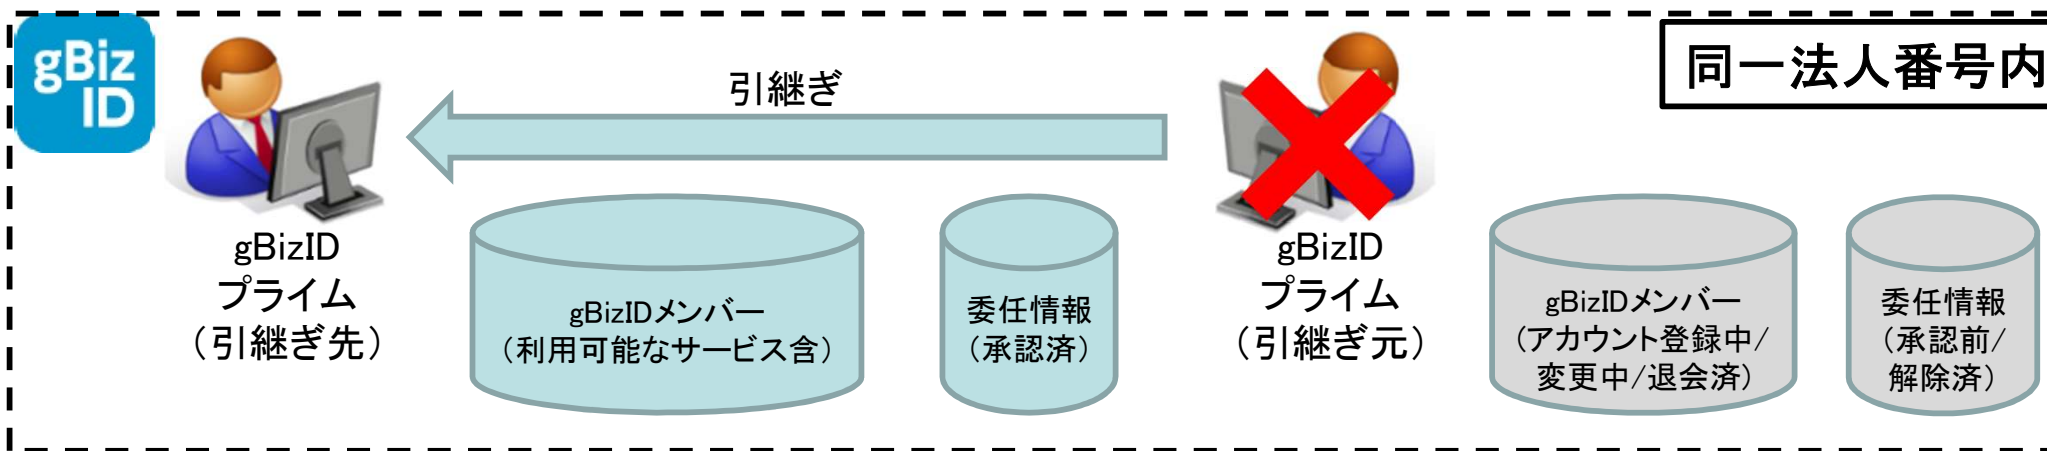 gBiz
ID
引継ぎ
同一法人番号内
gBizID
プライム
（引継ぎ先）
gBizIDメンバー
（利用可能なサービス含）
委任情報
（承認済）
gBizID
プライム
（引継ぎ元）
gBizIDメンバー
（アカウント登録中/
変更中/退会済）
委任情報
（承認前/
解除済）